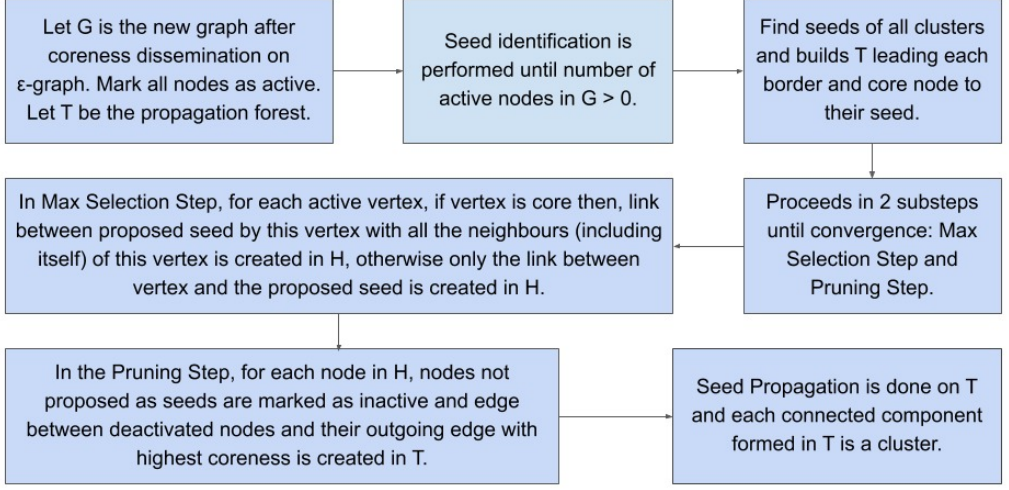 Let G is the new graph after
coreness dissemination on
ε-graph. Mark all nodes as active.
Let T be the propagation forest.
Seed identification is
performed until number of
active nodes in G > 0.
Find seeds of all clusters
and builds T leading each
border and core node to
their seed.
Proceeds in 2 substeps
until convergence: Max
Selection Step and
Pruning Step.
In Max Selection Step, for each active vertex, if vertex is core then, link
between proposed seed by this vertex with all the neighbours (including
itself) of this vertex is created in H, otherwise only the link between
vertex and the proposed seed is created in H.
In the Pruning Step, for each node in H, nodes not
proposed as seeds are marked as inactive and edge
between deactivated nodes and their outgoing edge with
highest coreness is created in T.
Seed Propagation is done on T
and each connected component
formed in T is a cluster.